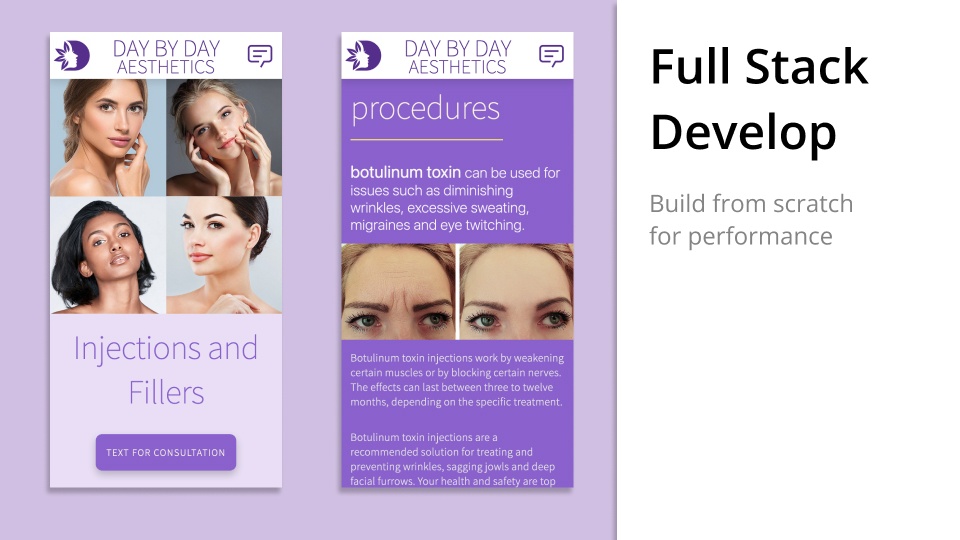 DAY BY DAY
AESTHETICS
Injections and
Fillers
TEXT FOR CONSULTATION
DAY BY DAY
AESTHETICS
procedures
botulinum toxin can be used for
issues such as diminishing
wrinkles, excessive sweating,
migraines and eye twitching.
Botulinum toxin injections work by weakening
certain muscles or by blocking certain nerves.
The effects can last between three to twelve
months, depending on the specific treatment.
Botulinum toxin injections are a
recommended solution for treating and
preventing wrinkles, sagging jowls and deep
facial furrows. Your health and safety are top
Full Stack
Develop
Build from scratch
for performance